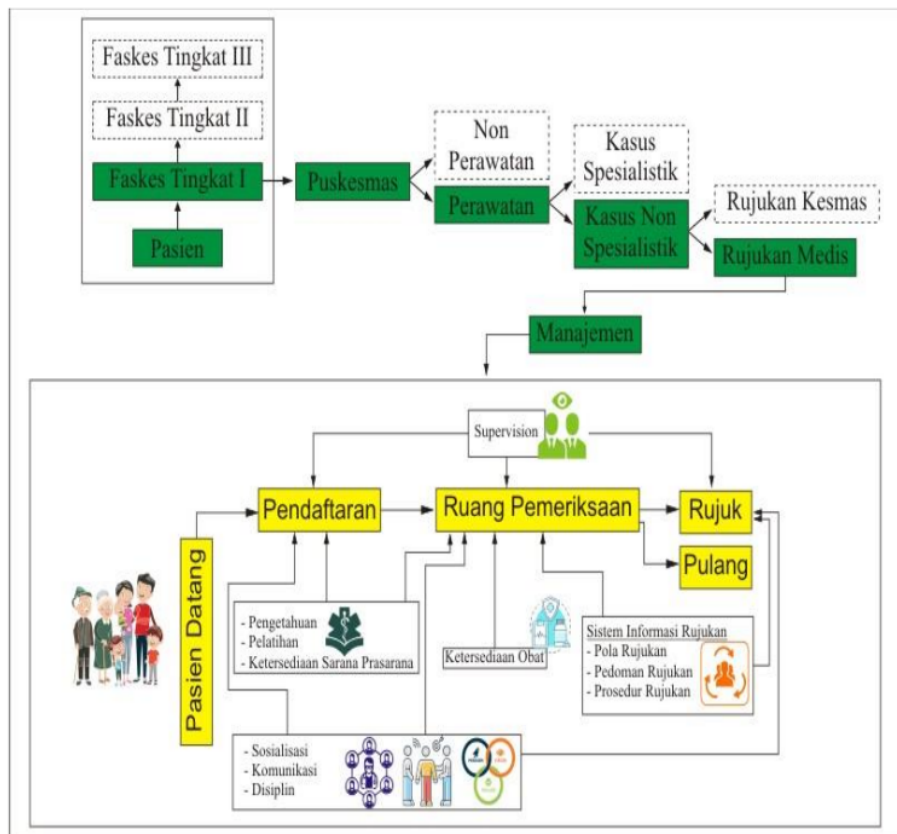 Faskes Tingkat III
Faskes Tingkat II
Faskes Tingkat I
Pasien
Puskesmas
Non
Perawatan
Perawatan
Kasus
Spesialistik
Kasus Non
Spesialistik
Rujukan Kesmas
Rujukan Medis
Manajemen
Supervision
Pendaftaran
Ruang Pemeriksaan
Rujuk
Pulang
Pasien Datang
- Pengetahuan
- Pelatihan
- Ketersediaan Sarana Prasarana
Ketersediaan Obat
Sistem Informasi Rujukan
- Pola Rujukan
- Pedoman Rujukan
- Prosedur Rujukan
- Sosialisasi
- Komunikasi
- Disiplin